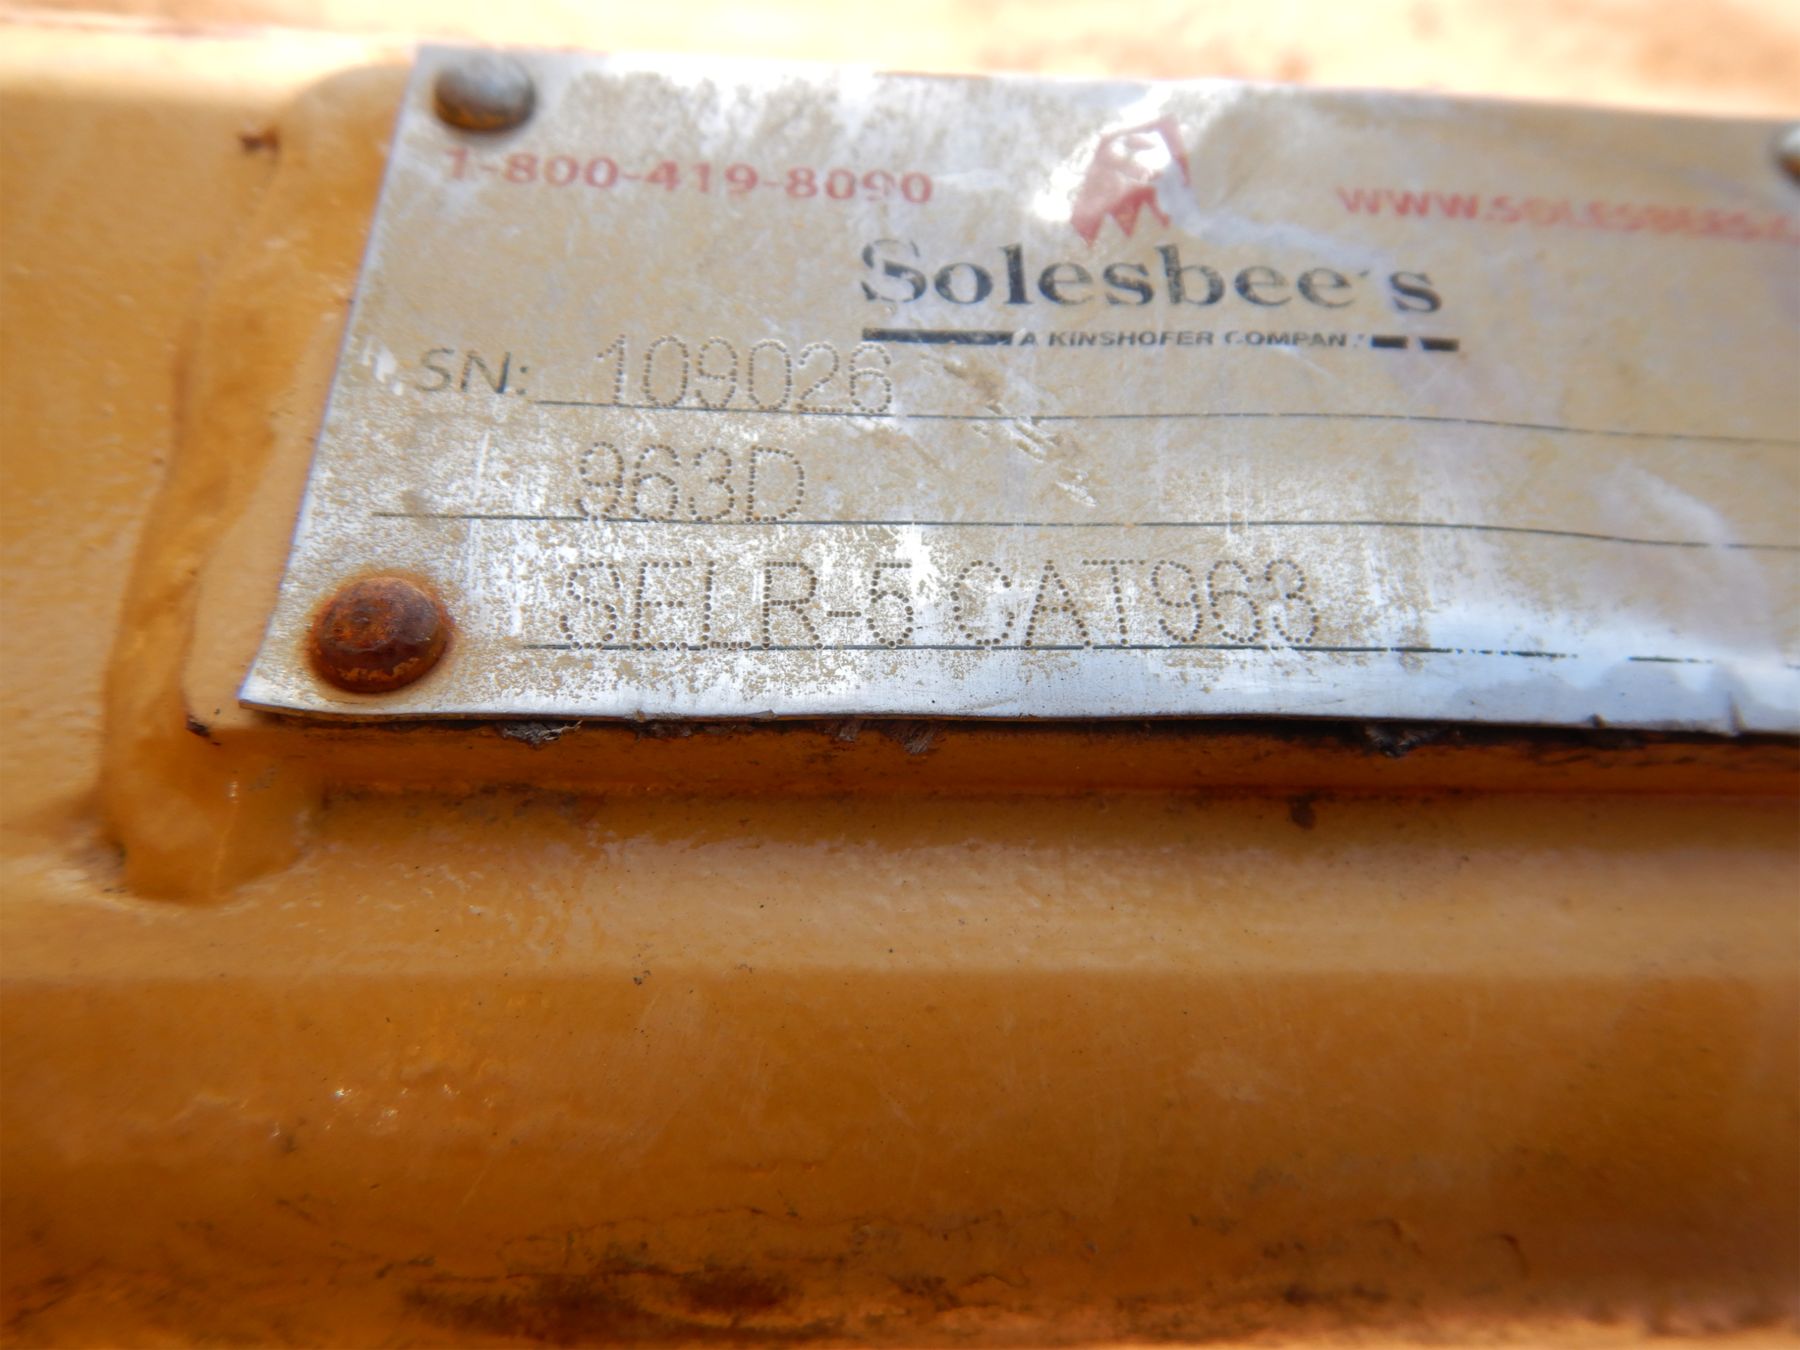 1-800-419-8090
Solesbee's
A KINSHOFER COMPANY
SN: 109026
963D
SELR-5 CAT963